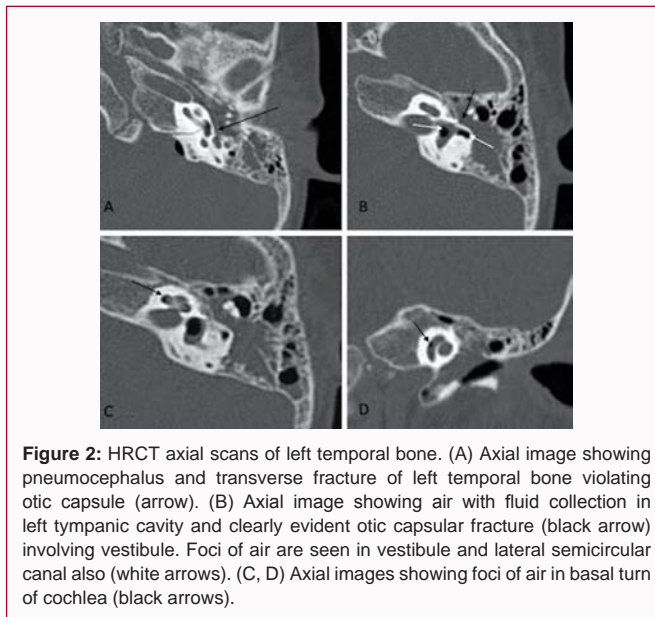 A
B
C
D
Figure 2: HRCT axial scans of left temporal bone. (A) Axial image showing
pneumocephalus and transverse fracture of left temporal bone violating
otic capsule (arrow). (B) Axial image showing air with fluid collection in
left tympanic cavity and clearly evident otic capsular fracture (black arrow)
involving vestibule. Foci of air are seen in vestibule and lateral semicircular
canal also (white arrows). (C, D) Axial images showing foci of air in basal turn
of cochlea (black arrows).